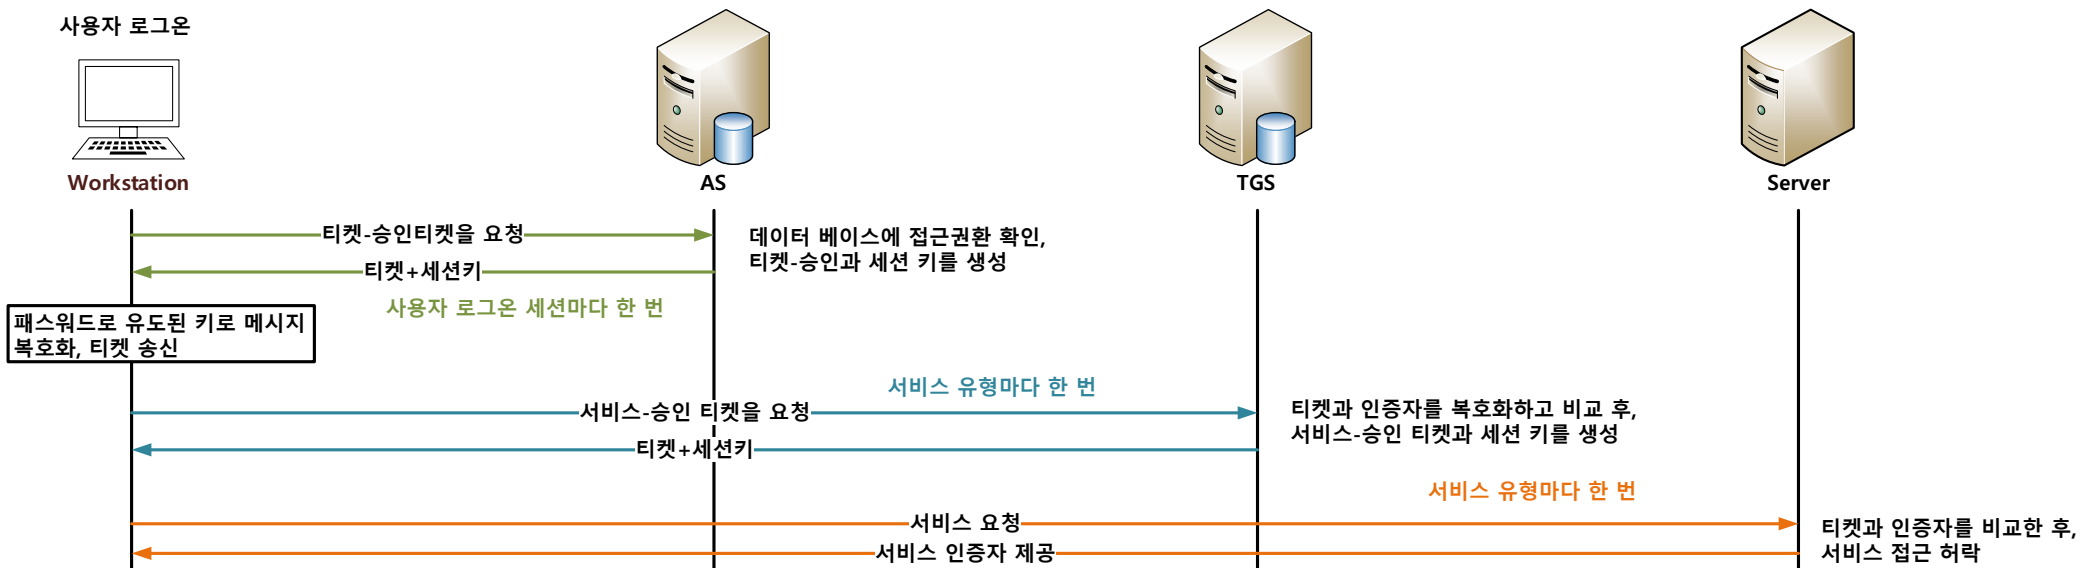 사용자 로그온
Workstation
AS
TGS
Server
티켓-승인티켓을 요청
데이터 베이스에 접근권환 확인,
티켓-승인과 세션 키를 생성
티켓+세션키
사용자 로그온 세션마다 한 번
패스워드로 유도된 키로 메시지
복호화, 티켓 송신
서비스 유형마다 한 번
서비스-승인 티켓을 요청
티켓과 인증자를 복호화하고 비교 후,
서비스-승인 티켓과 세션 키를 생성
티켓+세션키
서비스 유형마다 한 번
서비스 요청
티켓과 인증자를 비교한 후,
서비스 접근 허락
서비스 인증자 제공